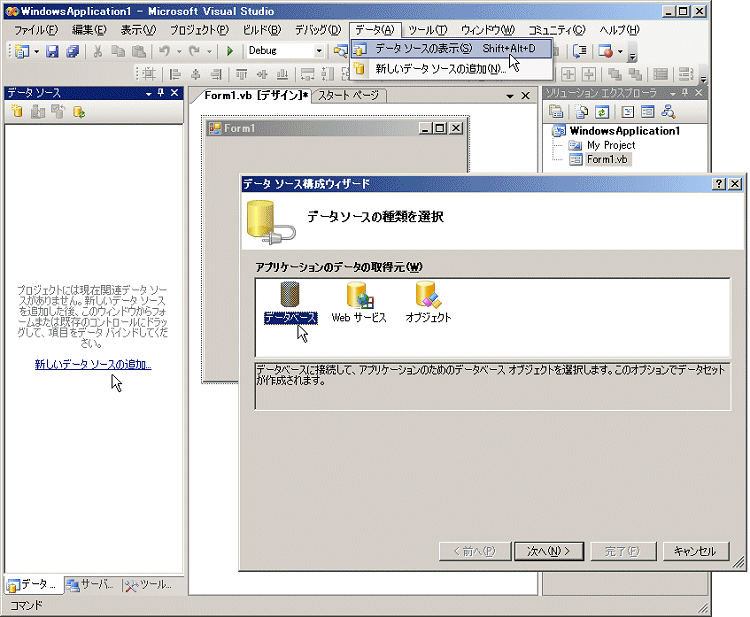 WindowsApplication1 - Microsoft Visual Studio
ファイル(F) 編集(E) 表示(V) プロジェクト(P) ビルド(B) デバッグ(D) データ(A) ツール(T) ウィンドウ(W) コミュニティ(C) ヘルプ(H)
Debug
データ ソースの表示(S) Shift+Alt+D
新しいデータ ソースの追加(N)...
データ ソース
Form1.vb [デザイン]* スタート ページ
ソリューション エクスプローラ
Form1
WindowsApplication1
My Project
Form1.vb
プロジェクトには現在関連データ ソー
スがありません。新しいデータ ソース
を追加した後、このウィンドウからフォ
ームまたは既存のコントロールにドラッ
グして、項目をデータ バインドしてくだ
さい。
新しいデータ ソースの追加...
データ ソース構成ウィザード
データソースの種類を選択
アプリケーションのデータの取得元(W)
データベース Web サービス オブジェクト
データベースに接続して、アプリケーションのためのデータベース オブジェクトを選択します。このオプションでデータセット
が作成されます。
< 前へ(P) 次へ(N) > 完了(F) キャンセル
データ... サーバ... ツール...
コマンド